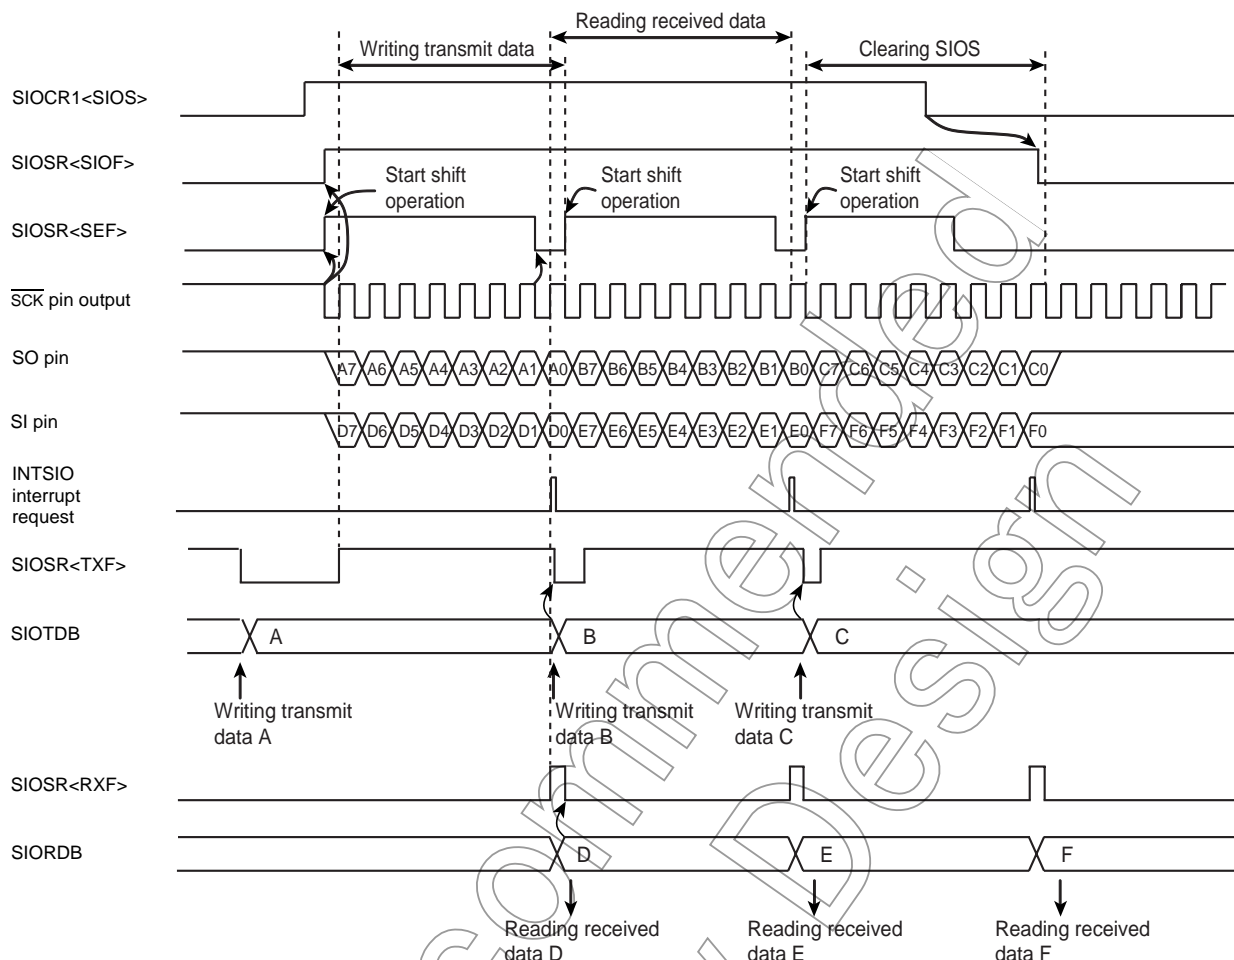 Reading received data
Writing transmit data
Clearing SIOS
SIOCR1<SIOS>
SIOSR<SIOF>
Start shift
operation
Start shift
operation
Start shift
operation
SIOSR<SEF>
SCK pin output
SO pin
A7 A6 A5 A4 A3 A2 A1 A0 B7 B6 B5 B4 B3 B2 B1 B0 C7 C6 C5 C4 C3 C2 C1 C0
SI pin
D7 D6 D5 D4 D3 D2 D1 D0 E7 E6 E5 E4 E3 E2 E1 E0 F7 F6 F5 F4 F3 F2 F1 F0
INTSIO
interrupt
request
SIOSR<TXF>
SIOTDB
A B C
Writing transmit
data A
Writing transmit
data B
Writing transmit
data C
SIOSR<RXF>
SIORDB
D E F
Reading received
data D
Reading received
data E
Reading received
data F
ommended
Design